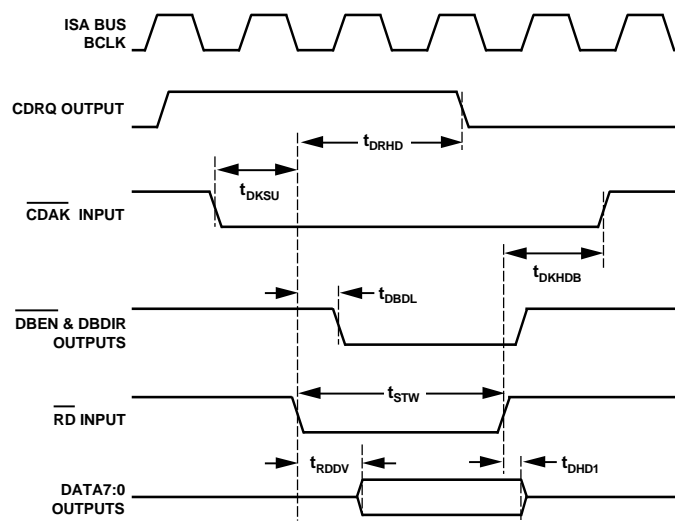 ISA BUS
BCLK
CDRQ OUTPUT
tDRHD
tDKSU
CDAK INPUT
tDKHDB
tDBDL
DBEN & DBDIR
OUTPUTS
tSTW
RD INPUT
tRDDV
tDHD1
DATA7:0
OUTPUTS